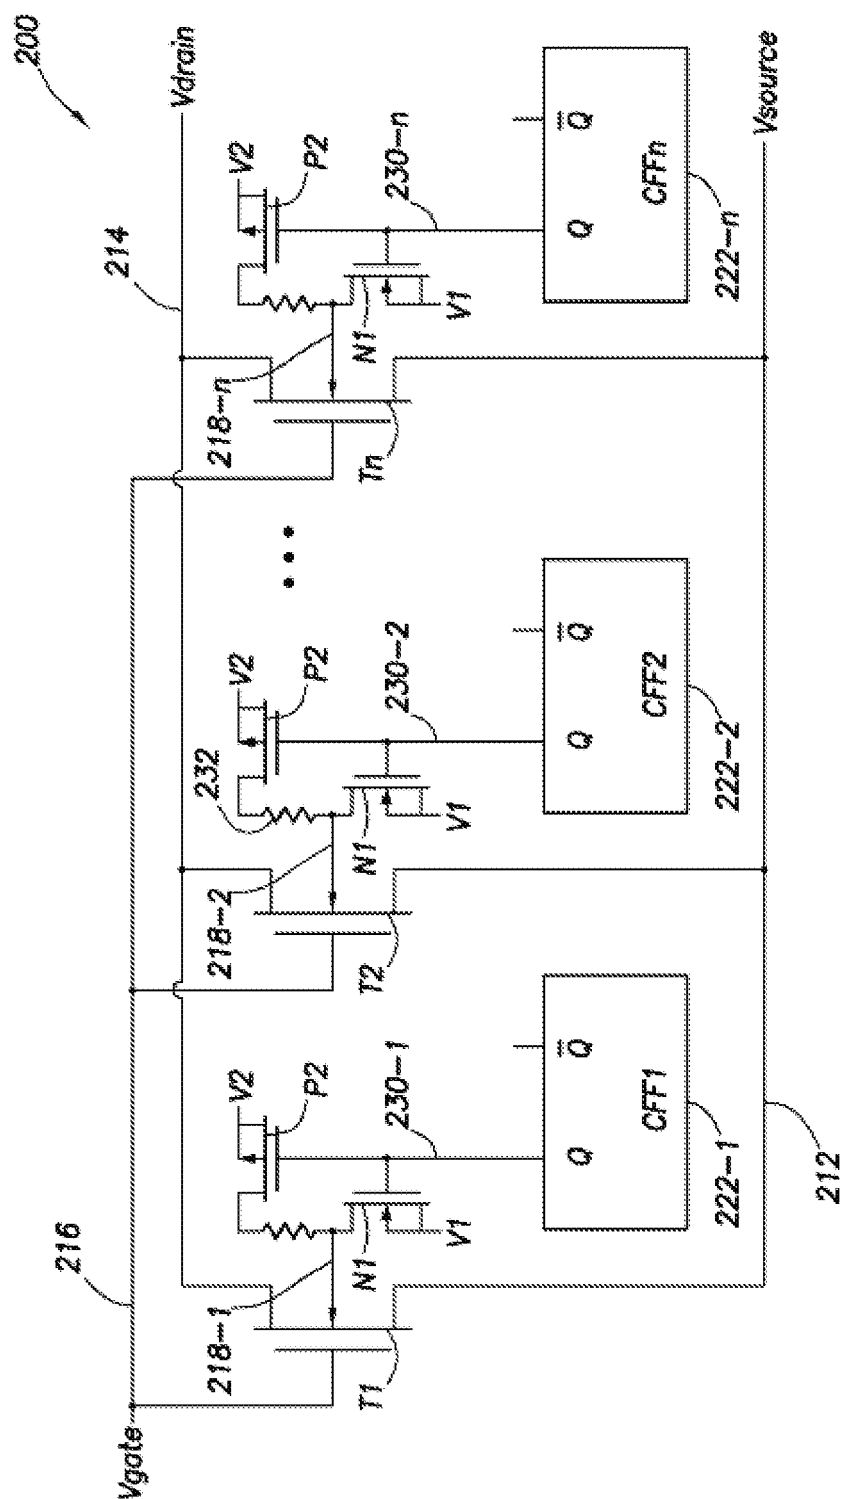 200
Vdrain
214
216
Vgate
V2
P2
218-1
N1
V1
T1
230-1
Q
Q̅
CFF1
222-1
V2
P2
232
218-2
N1
V1
T2
230-2
Q
Q̅
CFF2
222-2
V2
P2
218-n
N1
V1
Tn
230-n
Q
Q̅
CFFn
222-n
Vsource
212